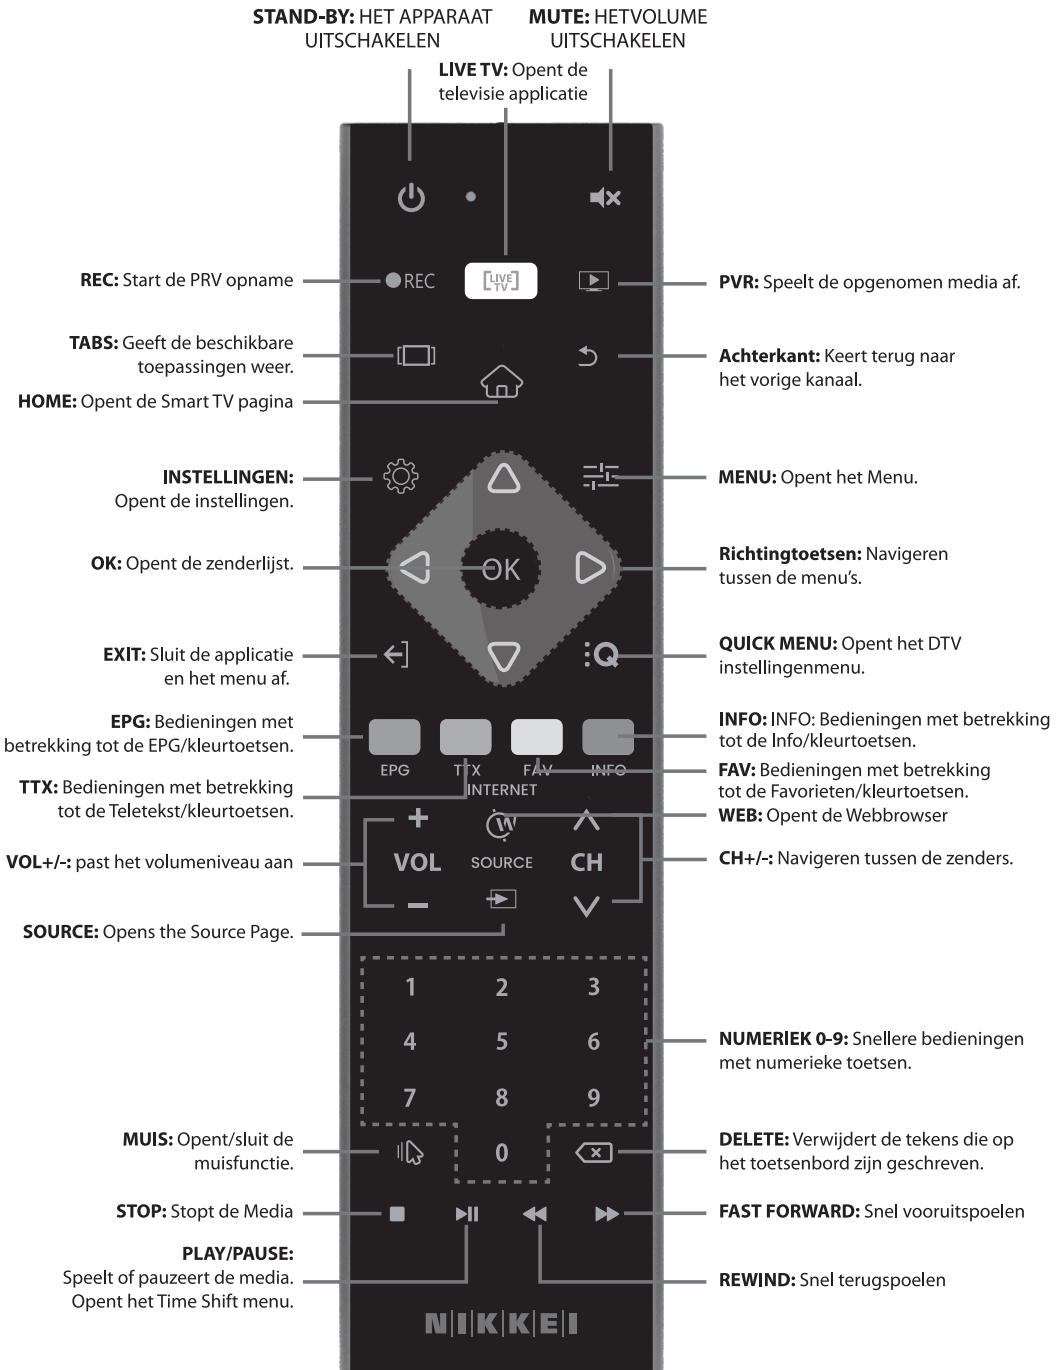 STAND-BY: HET APPARAAT
UITSCHAKELEN
MUTE: HETVOLUME
UITSCHAKELEN
LIVE TV: Opent de
televisie applicatie
REC: Start de PRV opname
REC
LIVE
TV
PVR: Speelt de opgenomen media af.
TABS: Geeft de beschikbare
toepassingen weer.
Achterkant: Keert terug naar
het vorige kanaal.
HOME: Opent de Smart TV pagina
INSTELLINGEN:
Opent de instellingen.
MENU: Opent het Menu.
OK: Opent de zenderlijst.
OK
Richtingtoetsen: Navigeren
tussen de menu's.
EXIT: Sluit de applicatie
en het menu af.
Q
QUICK MENU: Opent het DTV
instellingenmenu.
EPG: Bedieningen met
betrekking tot de EPG/kleurtoetsen.
INFO: INFO: Bedieningen met betrekking
tot de Info/kleurtoetsen.
EPG TTX FAV INFO
TTX: Bedieningen met betrekking
tot de Teletekst/kleurtoetsen.
FAV: Bedieningen met betrekking
tot de Favorieten/kleurtoetsen.
INTERNET
WEB: Opent de Webbrowser
+ W
VOL+/-: past het volumeniveau aan
VOL SOURCE CH
CH+/-: Navigeren tussen de zenders.
SOURCE: Opens the Source Page.
1 2 3
4 5 6
7 8 9
0
NUMERİEK 0-9: Snellere bedieningen
met numerieke toetsen.
MUIS: Opent/sluit de
muisfunctie.
DELETE: Verwijdert de tekens die op
het toetsenbord zijn geschreven.
STOP: Stopt de Media
FAST FORWARD: Snel vooruitspoelen
PLAY/PAUSE:
Speelt of pauzeert de media.
Opent het Time Shift menu.
REWIND: Snel terugspoelen
N|I|K|K|E|I